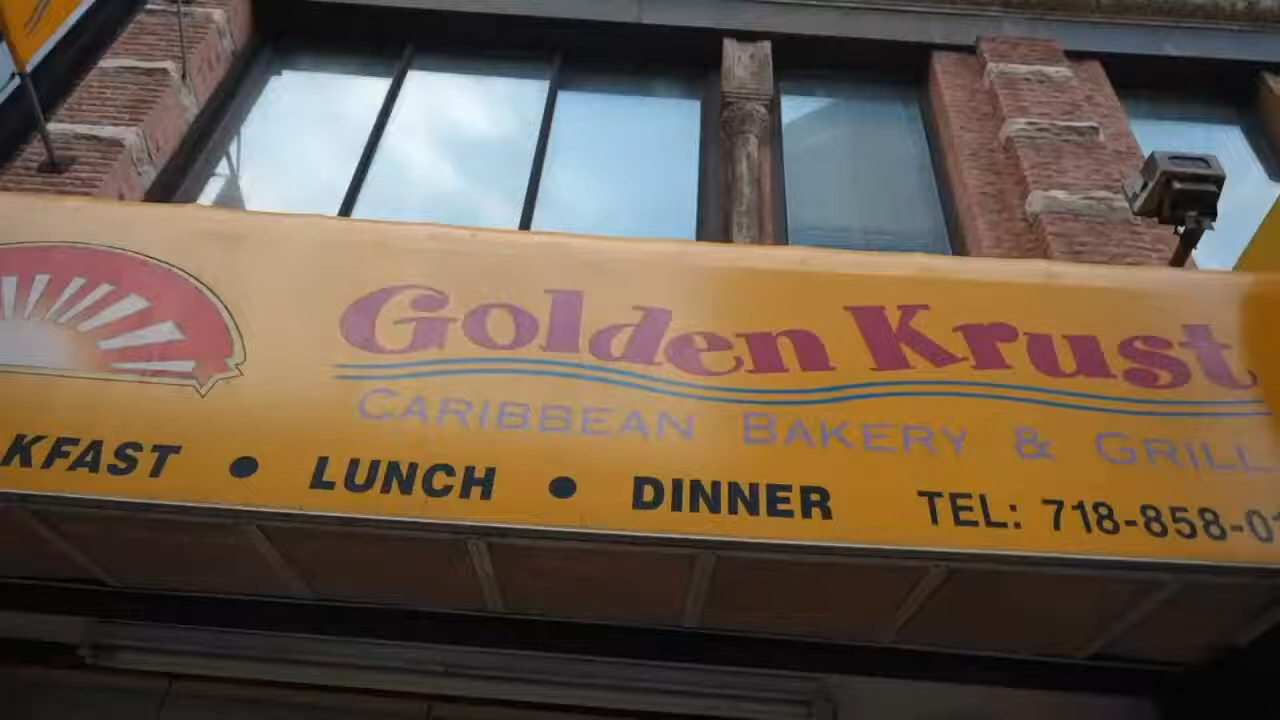 Golden Krust
CARIBBEAN BAKERY & GRILL
KFAST • LUNCH • DINNER TEL: 718-858-0